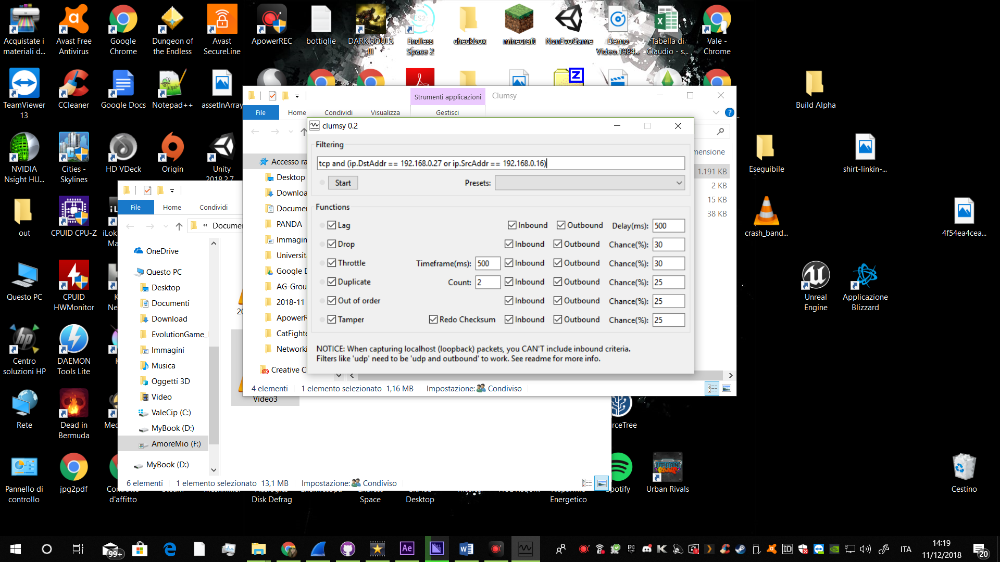 Acquistate i
materiali d...
Avast Free
Antivirus
Google
Chrome
Dungeon of
the Endless
Avast
SecureLine
ApowerREC
bottiglie
DARK SOULS
III
Endless
Space 2
checkbox
minecraft
NonEvoGame
Demo
Video.1984...
Tabella di
Claudio - s...
Vale -
Chrome
TeamViewer
13
CCleaner
Google Docs
Notepad++
assetInArray
Build Alpha
NVIDIA
Nsight HU...
Cities -
Skylines
HD VDeck
Origin
Unity
2018.2.7
Eseguibile
shirt-linkin-...
out
CPUID CPU-Z
iLok
Ma
crash_band...
4f54ea4cea...
Questo PC
CPUID
HWMonitor
Unreal
Engine
Applicazione
Blizzard
Centro
soluzioni HP
DAEMON
Tools Lite
Rete
Dead in
Bermuda
rceTree
Pannello di
controllo
jpg2pdf
d'affitto
Disk Defrag
Endless
Space
Desktop
Risparmio
Energetico
Spotify
Urban Rivals
Cestino
Strumenti applicazioni
Clumsy
File
Home
Condividi
Visualizza
Gestisci
mensione
Accesso ra
Desktop
Downloa
Documen
PANDA
Immagin
Universit
Google D
AG-Grou
2018-11
ApowerR
CatFighte
Networki
Creative C
1.191 KB
2 KB
15 KB
38 KB
4 elementi
1 elemento selezionato 1,16 MB
Impostazione: Condiviso
clumsy 0.2
Filtering
tcp and (ip.DstAddr == 192.168.0.27 or ip.SrcAddr == 192.168.0.16)
Start
Presets:
Functions
Lag Inbound Outbound Delay(ms): 500
Drop Inbound Outbound Chance(%): 30
Throttle Timeframe(ms): 500 Inbound Outbound Chance(%): 30
Duplicate Count: 2 Inbound Outbound Chance(%): 25
Out of order Inbound Outbound Chance(%): 25
Tamper Redo Checksum Inbound Outbound Chance(%): 25
NOTICE: When capturing localhost (loopback) packets, you CAN'T include inbound criteria.
Filters like 'udp' need to be 'udp and outbound' to work. See readme for more info.
File
Home
Condividi
« Documen
OneDrive
Questo PC
Desktop
Documenti
Download
EvolutionGame_
Immagini
Musica
Oggetti 3D
Video
ValeCip (C:)
MyBook (D:)
AmoreMio (F:)
MyBook (D:)
Video3
6 elementi
1 elemento selezionato 13,1 MB
Impostazione: Condiviso
99+
Ae
ITA
14:19
11/12/2018
20